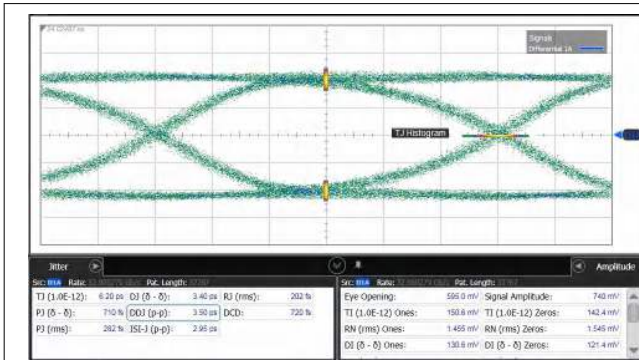 Signals
Differential 1A
TJ Histogram
Jitter
Amplitude
Src: Rate: Pat. Length:
TJ (1.0E-12): 6.20 ps DJ (δ - δ): 3.40 ps RJ (rms): 202 fs
PJ (δ - δ): 710 fs DDJ (p-p): 3.50 ps DCD: 720 fs
PJ (rms): 282 fs ISI-J (p-p): 2.95 ps
Src: Rate: Pat. Length:
Eye Opening: 595.0 mV Signal Amplitude: 740 mV
TI (1.0E-12) Ones: 150.6 mV TI (1.0E-12) Zeros: 142.4 mV
RN (rms) Ones: 1.455 mV RN (rms) Zeros: 1.545 mV
DI (δ - δ) Ones: 130.6 mV DI (δ - δ) Zeros: 121.4 mV